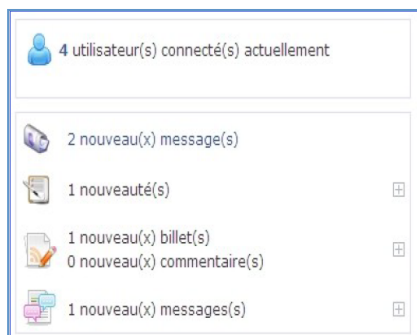 4 utilisateur(s) connecté(s) actuellement
2 nouveau(x) message(s)
1 nouveauté(s)
1 nouveau(x) billet(s)
0 nouveau(x) commentaire(s)
1 nouveau(x) messages(s)